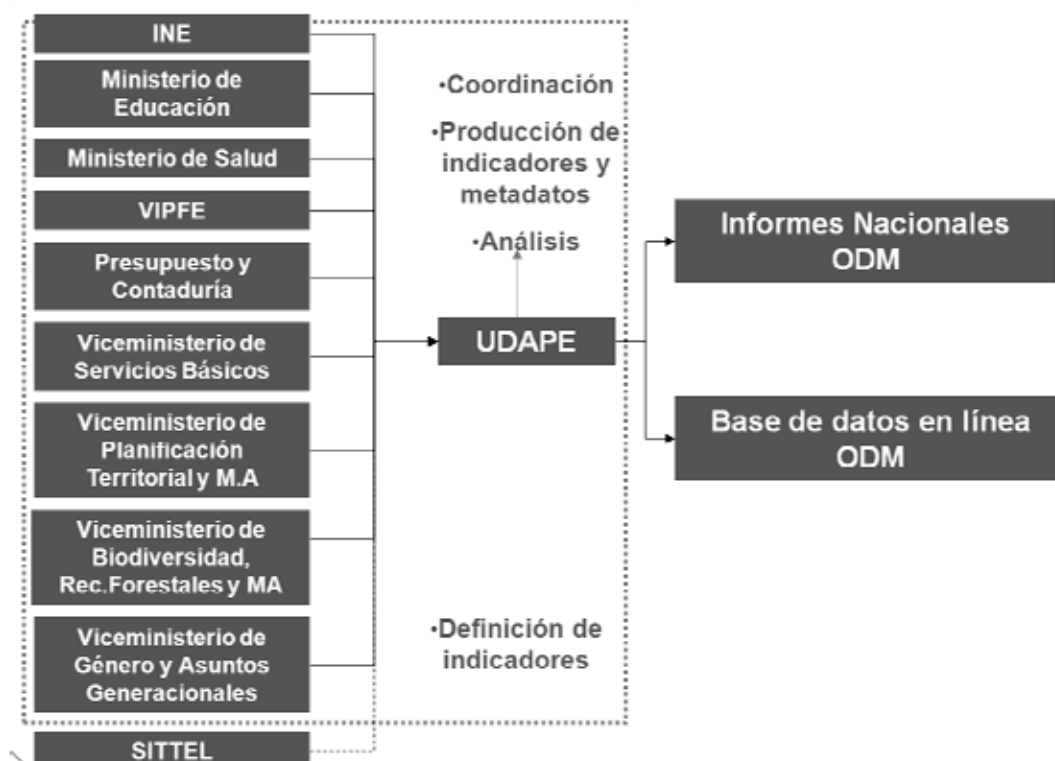 INE
Ministerio de
Educación
Ministerio de Salud
VIPFE
Presupuesto y
Contaduría
Viceministerio de
Servicios Básicos
Viceministerio de
Planificación
Territorial y M.A
Viceministerio de
Biodiversidad,
Rec.Forestales y MA
Viceministerio de
Género y Asuntos
Generacionales
SITTEL
•Coordinación
•Producción de
indicadores y
metadatos
•Análisis
UDAPE
•Definición de
indicadores
Informes Nacionales
ODM
Base de datos en línea
ODM